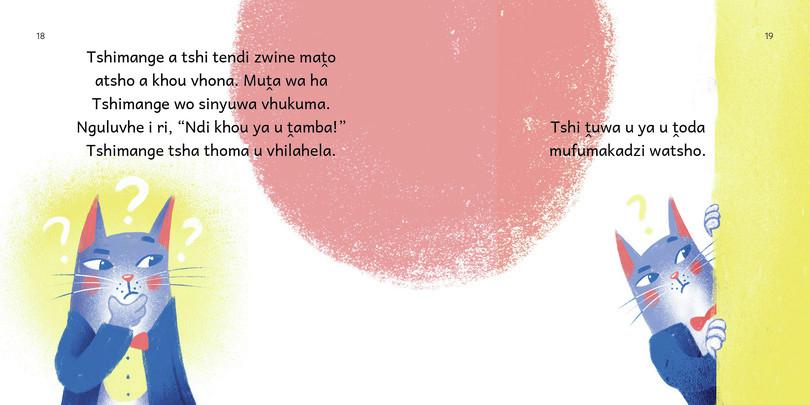 18
Tshimange a tshi tendi zwine maṱo
atsho a khou vhona. Muṱa wa ha
Tshimange wo sinyuwa vhukuma.
Nguluvhe i ri, “Ndi khou ya u ṱamba!”
Tshimange tsha thoma u vhilahela.
19
Tshi ṱuwa u ya u ṱoda
mufumakadzi watsho.